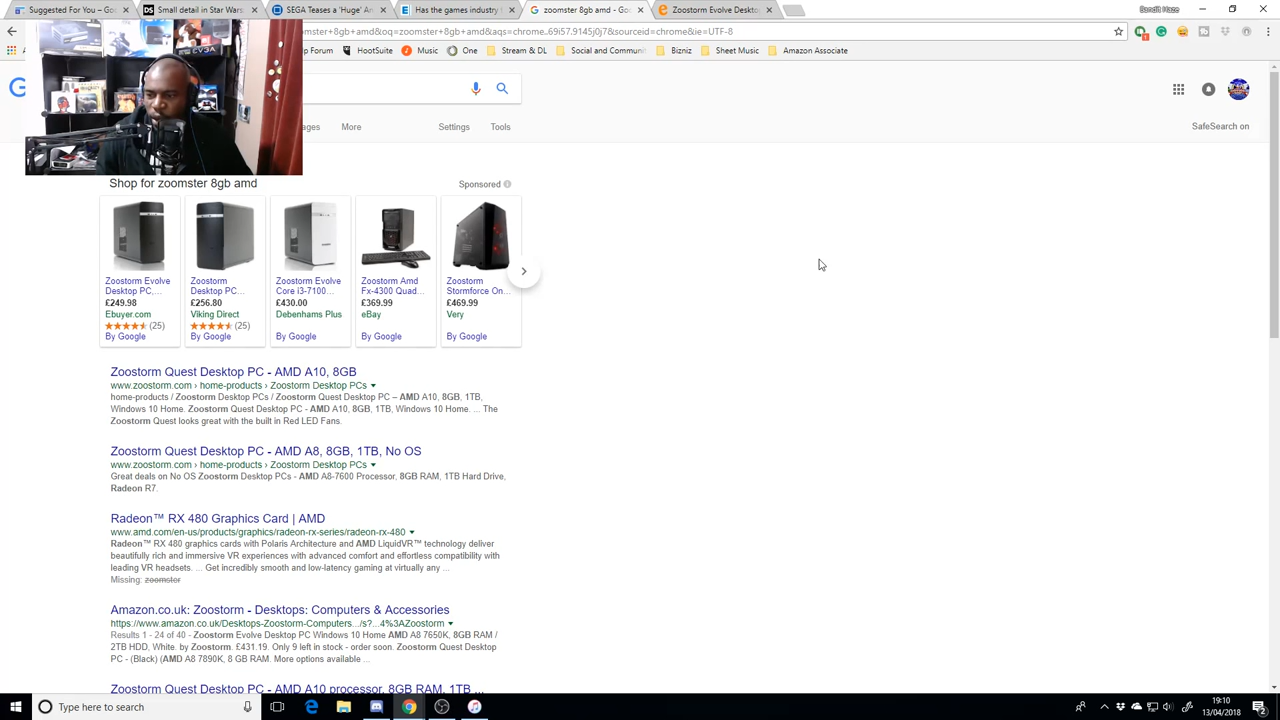 Bandit Haze
Suggested For You – Go
Small detail in Star Wars
SEGA Teases a 'Huge' An
Has the games industry t
zoomster 8gb amd - Goo
Zoostorm Evolve Deskto
mster+8gb+amd&oq=zoomster+8gb+amd&aqs=chrome..69i57.9145j0j7&sourceid=chrome&ie=UTF-8
Forum
HootSuite
Music
One
Stream & DL
Social and Communit
Bizniz
Sheet Music
Amazon Associate
EVGA
ages
More
Settings
Tools
SafeSearch on
Shop for zoomster 8gb amd
Sponsored
Zoostorm Evolve
Desktop PC,...
£249.98
Ebuyer.com
(25)
By Google
Zoostorm
Desktop PC...
£256.80
Viking Direct
(25)
By Google
Zoostorm Evolve
Core i3-7100...
£430.00
Debenhams Plus
By Google
Zoostorm Amd
Fx-4300 Quad...
£369.99
eBay
By Google
Zoostorm
Stormforce On...
£469.99
Very
By Google
Zoostorm Quest Desktop PC - AMD A10, 8GB
www.zoostorm.com › home-products › Zoostorm Desktop PCs
home-products / Zoostorm Desktop PCs / Zoostorm Quest Desktop PC – AMD A10, 8GB, 1TB,
Windows 10 Home. Zoostorm Quest Desktop PC - AMD A10, 8GB, 1TB, Windows 10 Home. ... The
Zoostorm Quest looks great with the built in Red LED Fans.
Zoostorm Quest Desktop PC - AMD A8, 8GB, 1TB, No OS
www.zoostorm.com › home-products › Zoostorm Desktop PCs
Great deals on No OS Zoostorm Desktop PCs - AMD A8-7600 Processor, 8GB RAM, 1TB Hard Drive,
Radeon R7.
Radeon™ RX 480 Graphics Card | AMD
www.amd.com/en-us/products/graphics/radeon-rx-series/radeon-rx-480
Radeon™ RX 480 graphics cards with Polaris Architecture and AMD LiquidVR™ technology deliver
beautifully rich and immersive VR experiences with advanced comfort and effortless compatibility with
leading VR headsets. ... Get incredibly smooth and low-latency gaming at virtually any ...
Missing: zoomster
Amazon.co.uk: Zoostorm - Desktops: Computers & Accessories
https://www.amazon.co.uk/Desktops-Zoostorm-Computers.../s?...4%3AZoostorm
Results 1 - 24 of 40 - Zoostorm Evolve Desktop PC Windows 10 Home AMD A8 7650K, 8GB RAM /
2TB HDD, White. by Zoostorm. £431.19. Only 9 left in stock - order soon. Zoostorm Quest Desktop
PC - (Black) (AMD A8 7890K, 8 GB RAM. More options available ...
Zoostorm Quest Desktop PC - AMD A10 processor, 8GB RAM, 1TB ...
Type here to search
19:10
13/04/2018
2